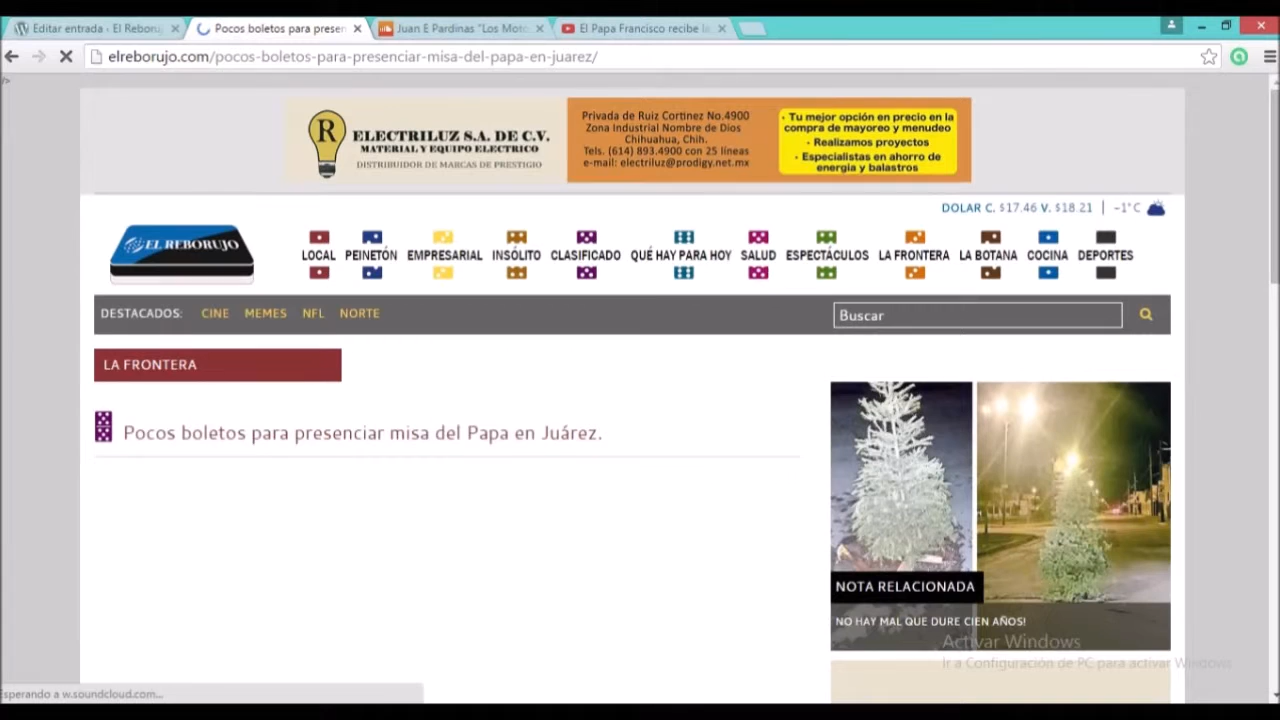 Editar entrada ‹ El Reboruj
Pocos boletos para presen
Juan E Pardinas "Los Moto
El Papa Francisco recibe l
elreborujo.com/pocos-boletos-para-presenciar-misa-del-papa-en-juarez/
/>
R
ELECTRILUZ S.A. DE C.V.
MATERIAL Y EQUIPO ELECTRICO
DISTRIBUIDOR DE MARCAS DE PRESTIGIO
Privada de Ruiz Cortinez No.4900
Zona Industrial Nombre de Dios
Chihuahua, Chih.
Tels. (614) 893.4900 con 25 líneas
e-mail: electriluz@prodigy.net.mx
· Tu mejor opción en precio en la
compra de mayoreo y menudeo
· Realizamos proyectos
· Especialistas en ahorro de
energia y balastros
DOLAR C. $17.46 V. $18.21 | -1°C
EL REBORUJO
LOCAL PEINETÓN EMPRESARIAL INSÓLITO CLASIFICADO QUÉ HAY PARA HOY SALUD ESPECTÁCULOS LA FRONTERA LA BOTANA COCINA DEPORTES
DESTACADOS: CINE MEMES NFL NORTE
Buscar
LA FRONTERA
Pocos boletos para presenciar misa del Papa en Juárez.
NOTA RELACIONADA
NO HAY MAL QUE DURE CIEN AÑOS!
Activar Windows
Ir a Configuración de PC para activar Windows.
sperando a w.soundcloud.com...